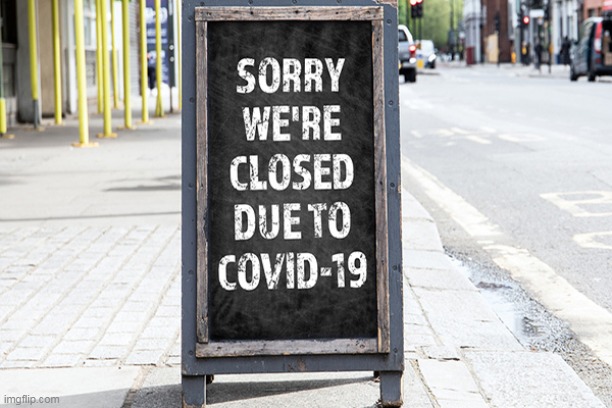 SORRY
WE'RE
CLOSED
DUE TO
COVID-19
imgflip.com